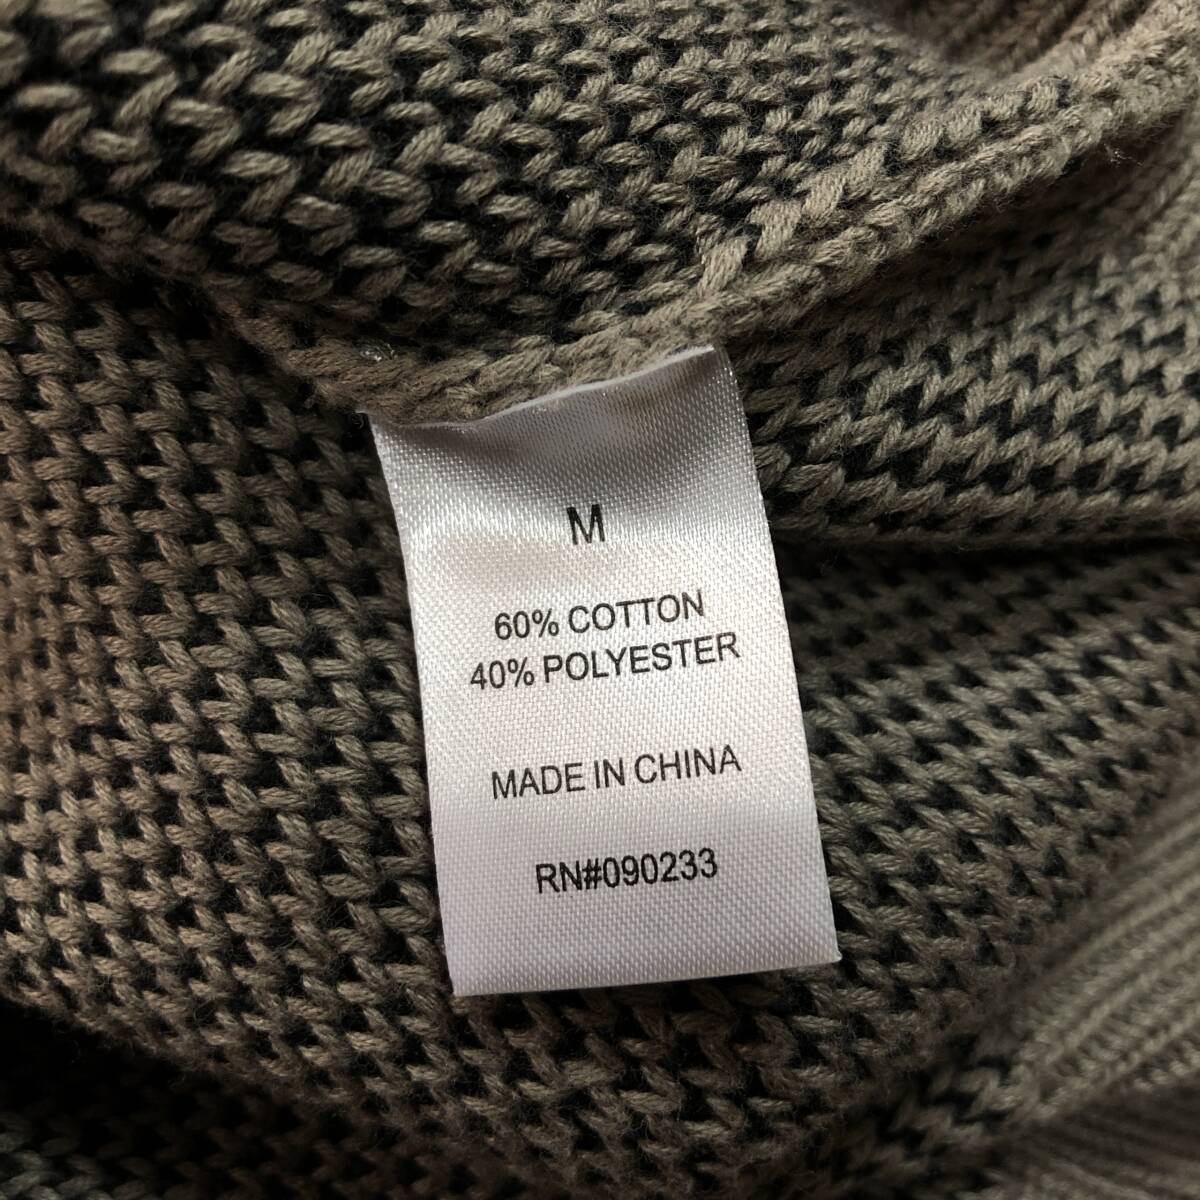 M
60% COTTON
40% POLYESTER
MADE IN CHINA
RN#090233